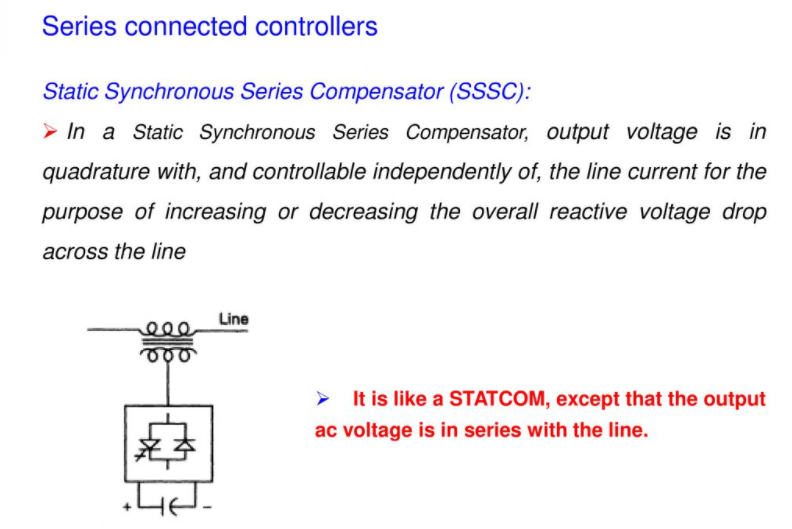 Series connected controllers
Static Synchronous Series Compensator (SSSC):
➢ In a Static Synchronous Series Compensator, output voltage is in
quadrature with, and controllable independently of, the line current for the
purpose of increasing or decreasing the overall reactive voltage drop
across the line
Line
➢ It is like a STATCOM, except that the output
ac voltage is in series with the line.
+ -